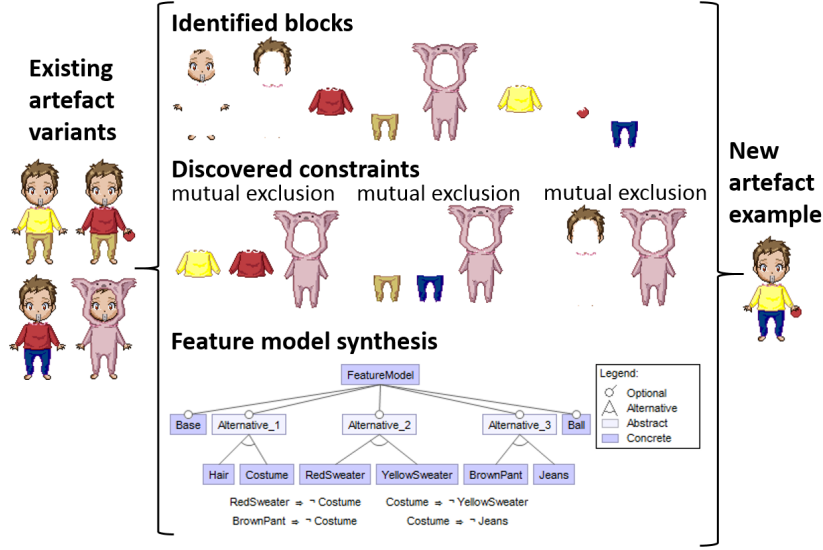 Identified blocks
Existing
artefact
variants
Discovered constraints
mutual exclusion mutual exclusion mutual exclusion
New
artefact
example
Feature model synthesis
FeatureModel
Legend:
Optional
Alternative
Abstract
Concrete
Base Alternative_1 Alternative_2 Alternative_3 Ball
Hair Costume RedSweater YellowSweater BrownPant Jeans
RedSweater ⇒ ¬ Costume Costume ⇒ ¬ YellowSweater
BrownPant ⇒ ¬ Costume Costume ⇒ ¬ Jeans